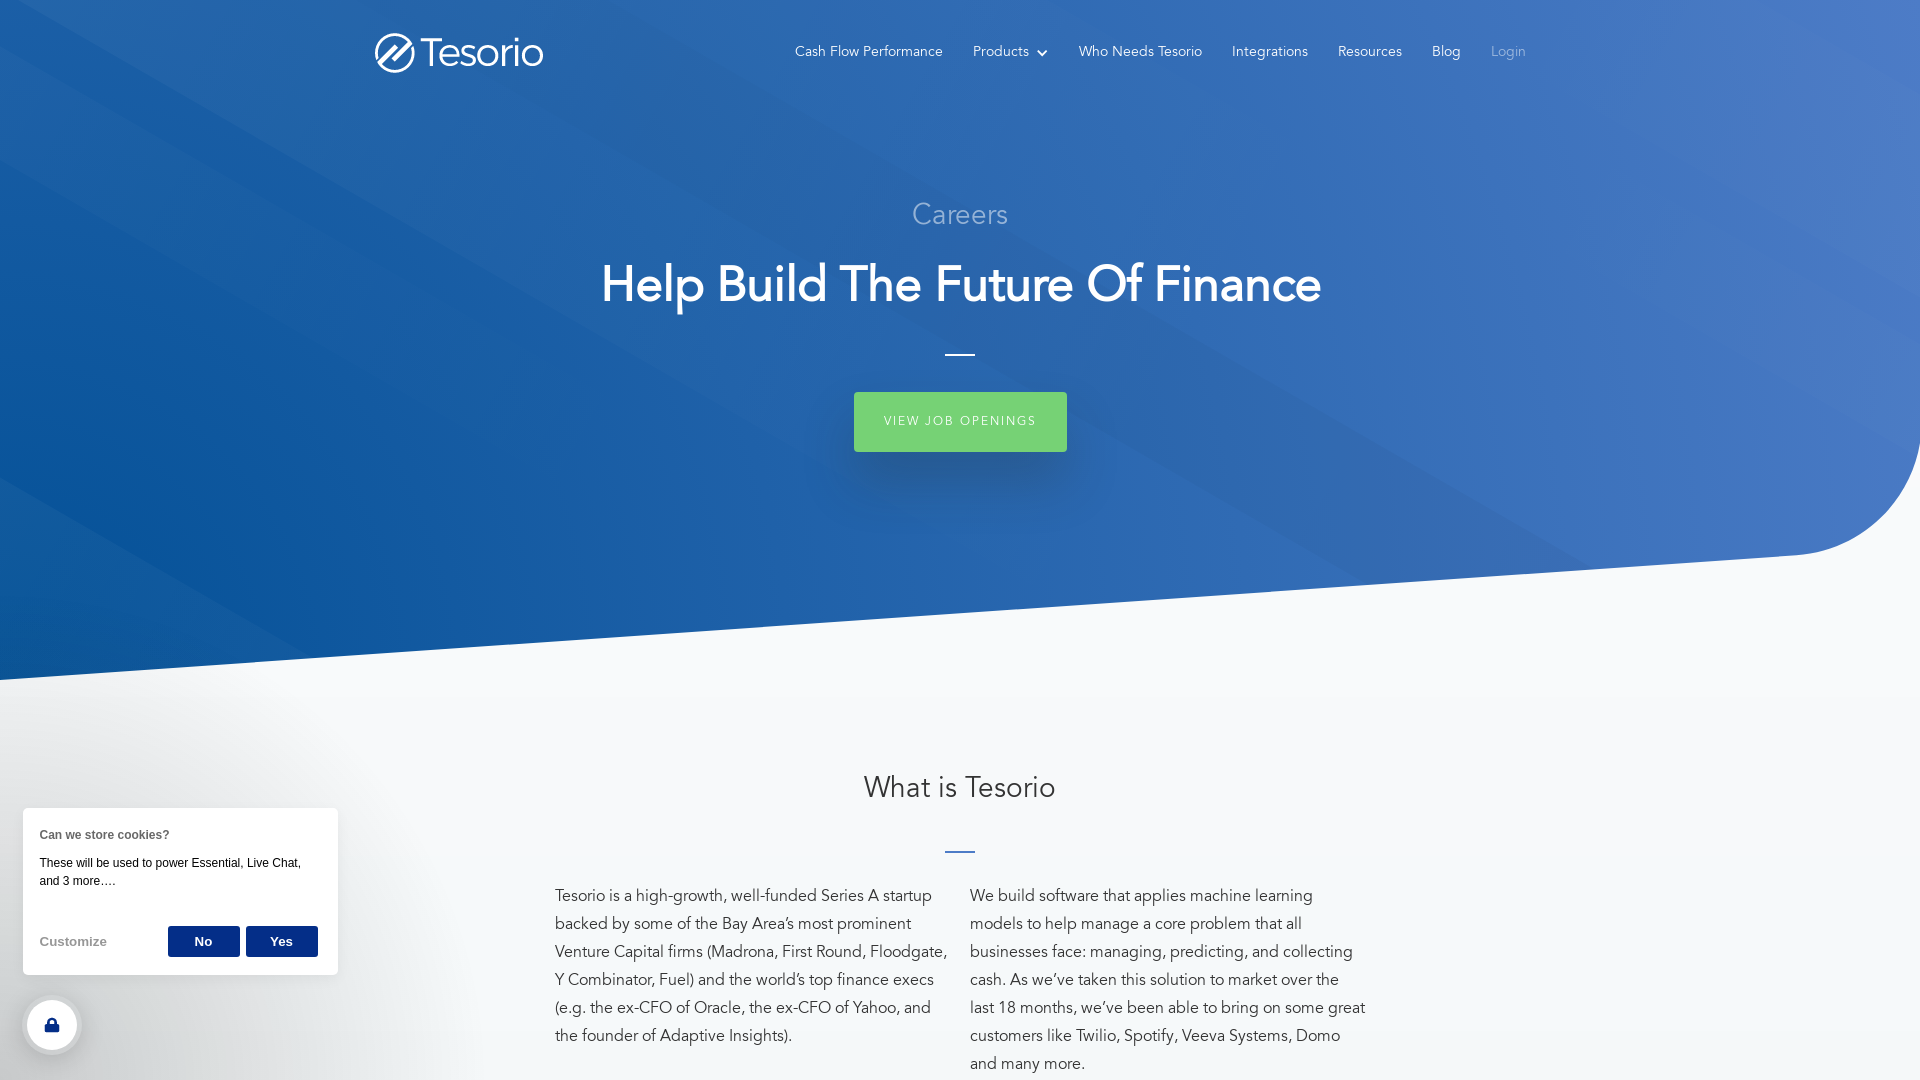 Tesorio
Cash Flow Performance
Products
Who Needs Tesorio
Integrations
Resources
Blog
Login
Careers
Help Build The Future Of Finance
VIEW JOB OPENINGS
What is Tesorio
Tesorio is a high-growth, well-funded Series A startup
backed by some of the Bay Area’s most prominent
Venture Capital firms (Madrona, First Round, Floodgate,
Y Combinator, Fuel) and the world’s top finance execs
(e.g. the ex-CFO of Oracle, the ex-CFO of Yahoo, and
the founder of Adaptive Insights).
We build software that applies machine learning
models to help manage a core problem that all
businesses face: managing, predicting, and collecting
cash. As we’ve taken this solution to market over the
last 18 months, we’ve been able to bring on some great
customers like Twilio, Spotify, Veeva Systems, Domo
and many more.
Can we store cookies?
These will be used to power Essential, Live Chat,
and 3 more….
Customize
No
Yes